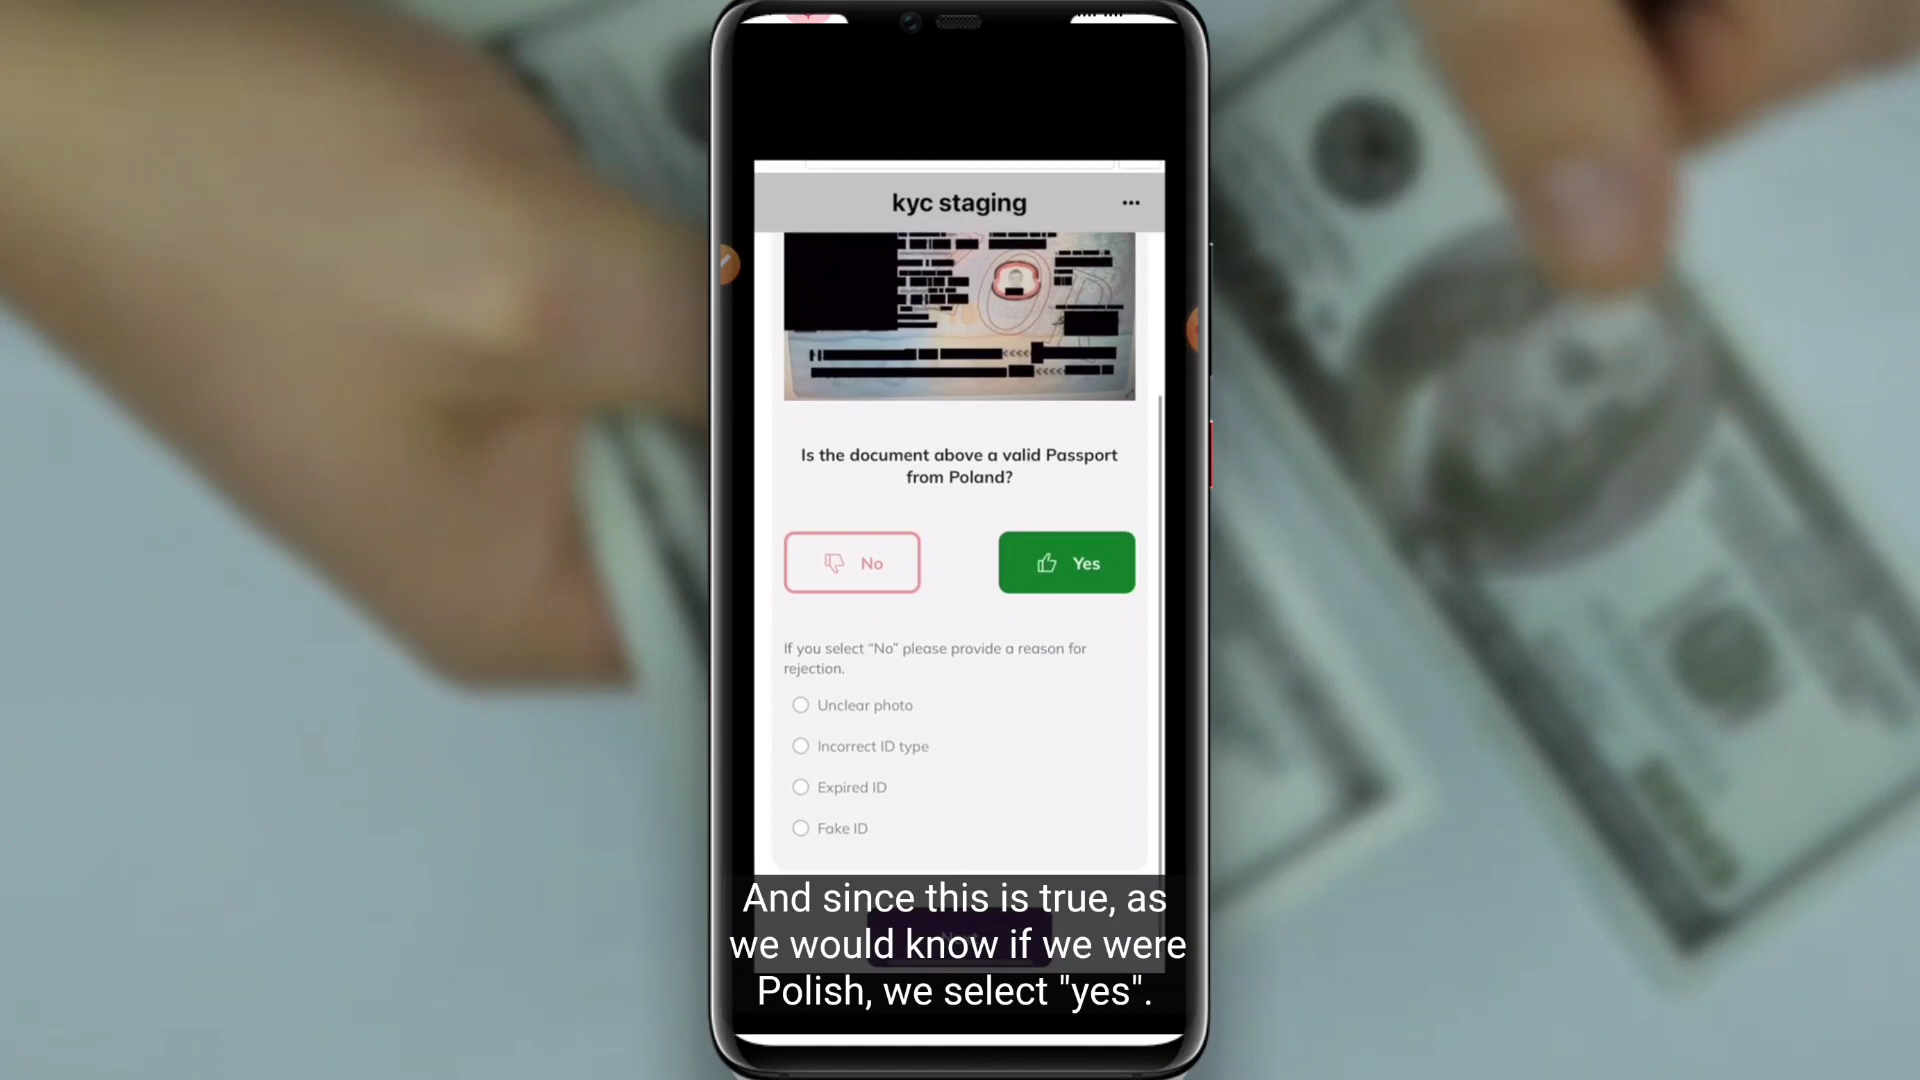 kyc staging
Is the document above a valid Passport
from Poland?
No
Yes
If you select “No” please provide a reason for
rejection.
Unclear photo
Incorrect ID type
Expired ID
Fake ID
And since this is true, as
we would know if we were
Polish, we select "yes".